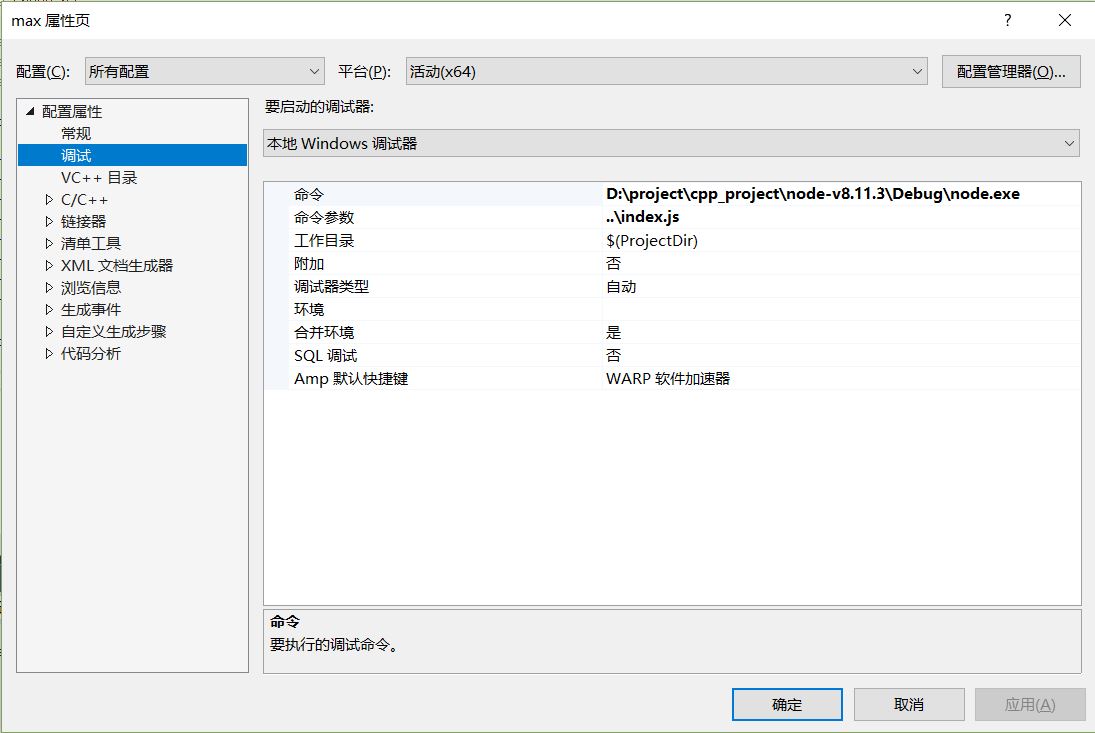 max 属性页
?
配置(C): 所有配置 平台(P): 活动(x64) 配置管理器(O)...
配置属性
常规
调试
VC++ 目录
C/C++
链接器
清单工具
XML 文档生成器
浏览信息
生成事件
自定义生成步骤
代码分析
要启动的调试器:
本地 Windows 调试器
命令 D:\project\cpp_project\node-v8.11.3\Debug\node.exe
命令参数 ..\index.js
工作目录 $(ProjectDir)
附加 否
调试器类型 自动
环境
合并环境 是
SQL 调试 否
Amp 默认快捷键 WARP 软件加速器
命令
要执行的调试命令。
确定 取消 应用(A)